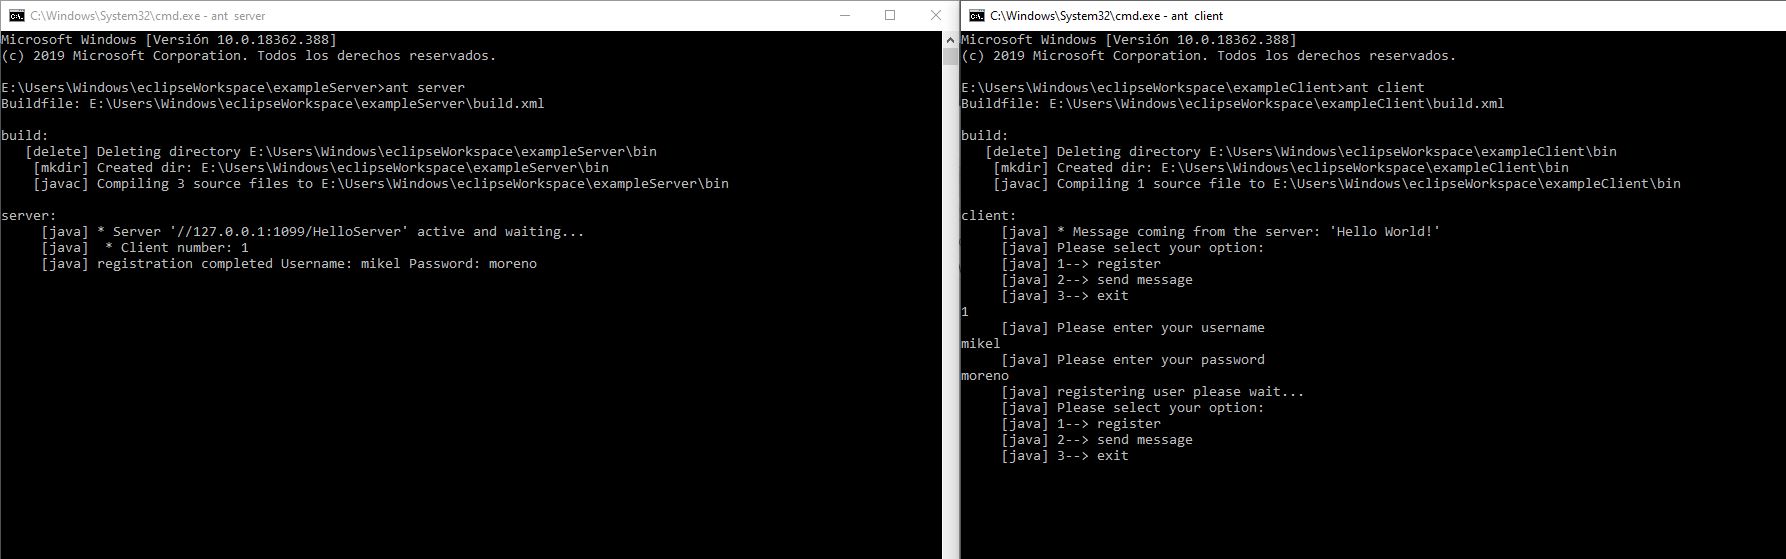 C:\Windows\System32\cmd.exe - ant server
Microsoft Windows [Versión 10.0.18362.388]
(c) 2019 Microsoft Corporation. Todos los derechos reservados.
E:\Users\Windows\eclipseWorkspace\exampleServer>ant server
Buildfile: E:\Users\Windows\eclipseWorkspace\exampleServer\build.xml
build:
[delete] Deleting directory E:\Users\Windows\eclipseWorkspace\exampleServer\bin
[mkdir] Created dir: E:\Users\Windows\eclipseWorkspace\exampleServer\bin
[javac] Compiling 3 source files to E:\Users\Windows\eclipseWorkspace\exampleServer\bin
server:
[java] * Server '//127.0.0.1:1099/HelloServer' active and waiting...
[java]  * Client number: 1
[java] registration completed Username: mikel Password: moreno
C:\Windows\System32\cmd.exe - ant client
Microsoft Windows [Versión 10.0.18362.388]
(c) 2019 Microsoft Corporation. Todos los derechos reservados.
E:\Users\Windows\eclipseWorkspace\exampleClient>ant client
Buildfile: E:\Users\Windows\eclipseWorkspace\exampleClient\build.xml
build:
[delete] Deleting directory E:\Users\Windows\eclipseWorkspace\exampleClient\bin
[mkdir] Created dir: E:\Users\Windows\eclipseWorkspace\exampleClient\bin
[javac] Compiling 1 source file to E:\Users\Windows\eclipseWorkspace\exampleClient\bin
client:
[java] * Message coming from the server: 'Hello World!'
[java] Please select your option:
[java] 1--> register
[java] 2--> send message
[java] 3--> exit
1
[java] Please enter your username
mikel
[java] Please enter your password
moreno
[java] registering user please wait...
[java] Please select your option:
[java] 1--> register
[java] 2--> send message
[java] 3--> exit